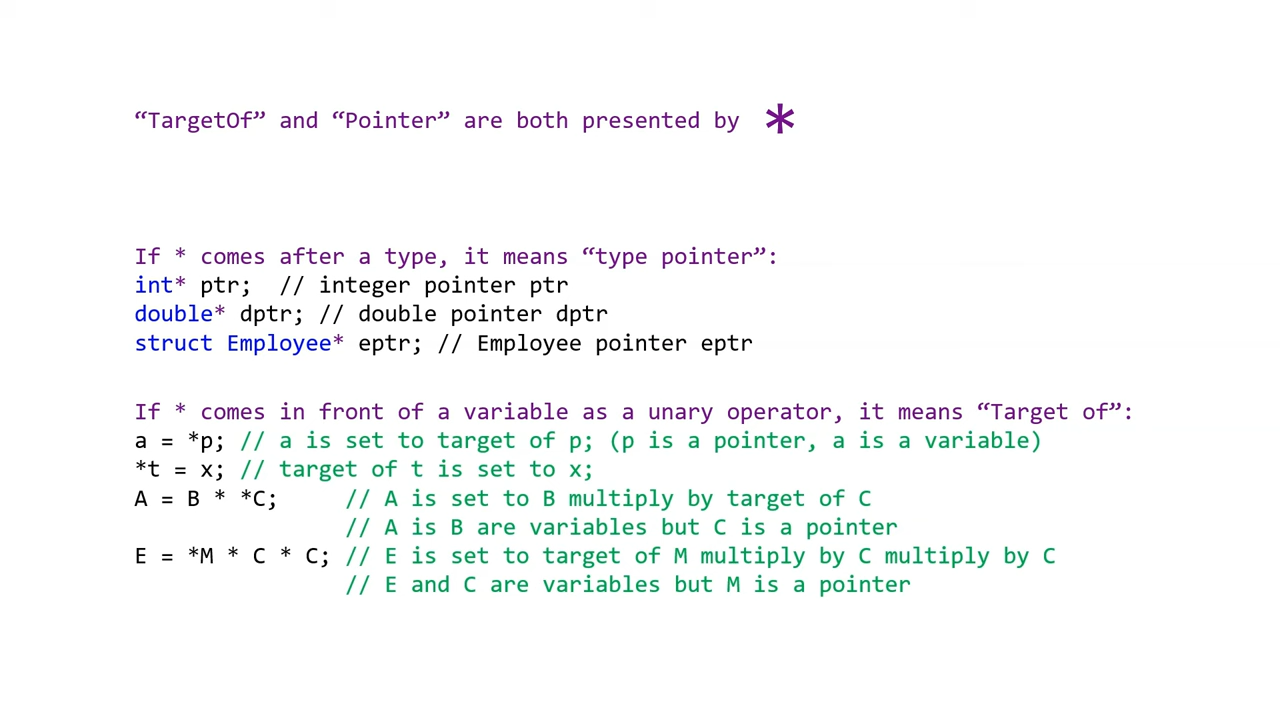 “TargetOf” and “Pointer” are both presented by *
If * comes after a type, it means “type pointer”:
int* ptr;  // integer pointer ptr
double* dptr; // double pointer dptr
struct Employee* eptr; // Employee pointer eptr
If * comes in front of a variable as a unary operator, it means “Target of”:
a = *p; // a is set to target of p; (p is a pointer, a is a variable)
*t = x; // target of t is set to x;
A = B * *C;     // A is set to B multiply by target of C
// A is B are variables but C is a pointer
E = *M * C * C; // E is set to target of M multiply by C multiply by C
// E and C are variables but M is a pointer